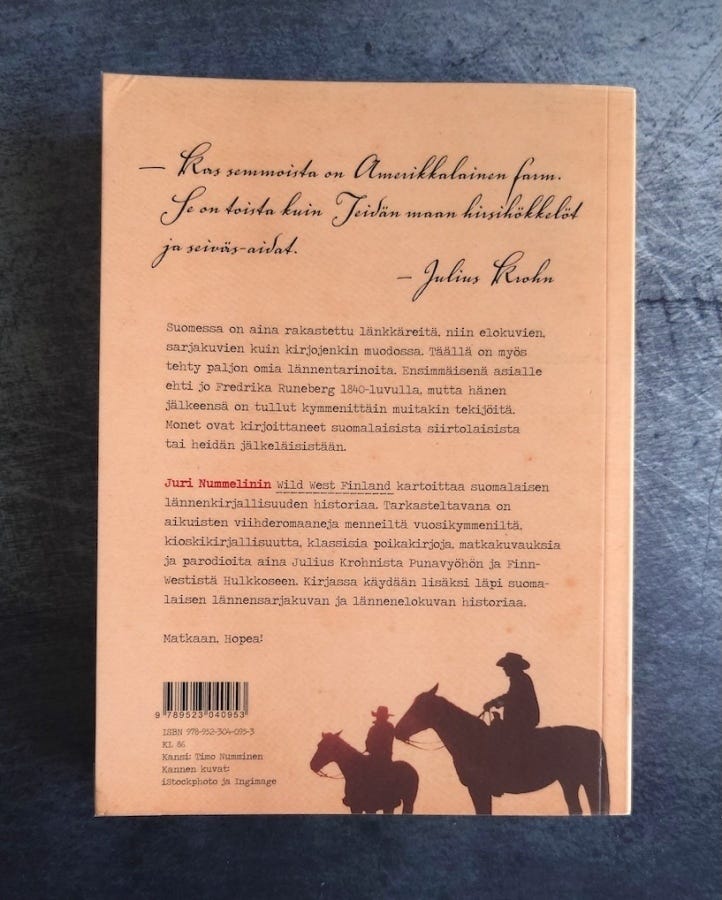 — Kas semmoista on Amerikkalainen farm.
Se on toista kuin Teidän maan hirsihökkelöt
ja seiväs-aidat.
— Julius Krohn
Suomessa on aina rakastettu länkkäreitä, niin elokuvien,
sarjakuvien kuin kirjojenkin muodossa. Täällä on myös
tehty paljon omia lännentarinoita. Ensimmäisenä asialle
ehti jo Fredrika Runeberg 1840-luvulla, mutta hänen
jälkeensä on tullut kymmenittäin muitakin tekijöitä.
Monet ovat kirjoittaneet suomalaisista siirtolaisista
tai heidän jälkeläisistään.
Juri Nummelinin Wild West Finland kartoittaa suomalaisen
lännenkirjallisuuden historiaa. Tarkasteltavana on
aikuisten viihderomaaneja menneiltä vuosikymmeniltä,
kioskikirjallisuutta, klassisia poikakirjoja, matkakuvauksia
ja parodioita aina Julius Krohnista Punavyöhön ja Finn-
Westistä Hulkkoseen. Kirjassa käydään lisäksi läpi suoma-
laisen lännensarjakuvan ja lännenelokuvan historiaa.
Matkaan, Hopea!
9 789523 040953
ISBN 978-952-304-095-3
KL 86
Kansi: Timo Numminen
Kannen kuvat:
iStockphoto ja Ingimage